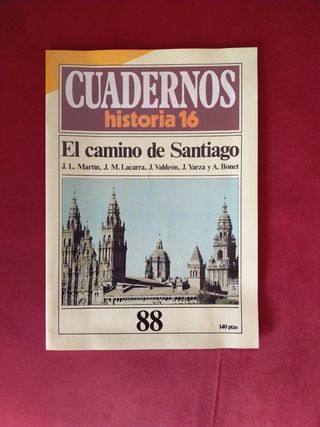 CUADERNOS
historia 16
El camino de Santiago
J. L. Martín, J. M. Lacarra, J. Valdeón, J. Yarza y A. Bonet
88
140 ptas